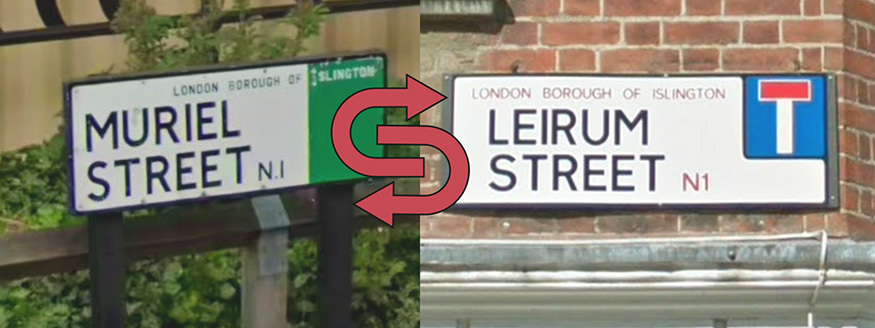 LONDON BOROUGH OF ISLINGTON
MURIEL
STREET N.1
LONDON BOROUGH OF ISLINGTON
LEIRUM
STREET N1